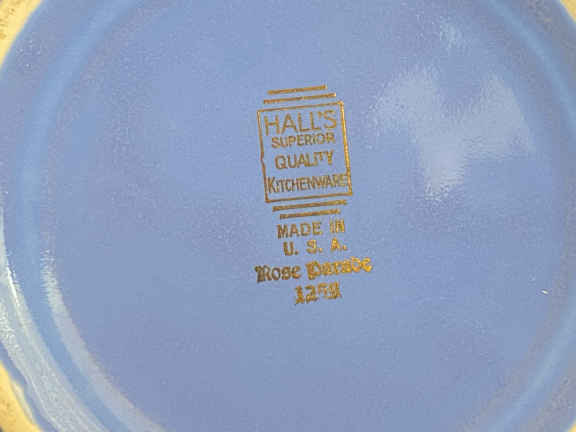 HALL'S
SUPERIOR
QUALITY
KITCHENWARE
MADE IN
U. S. A.
Rose Parade